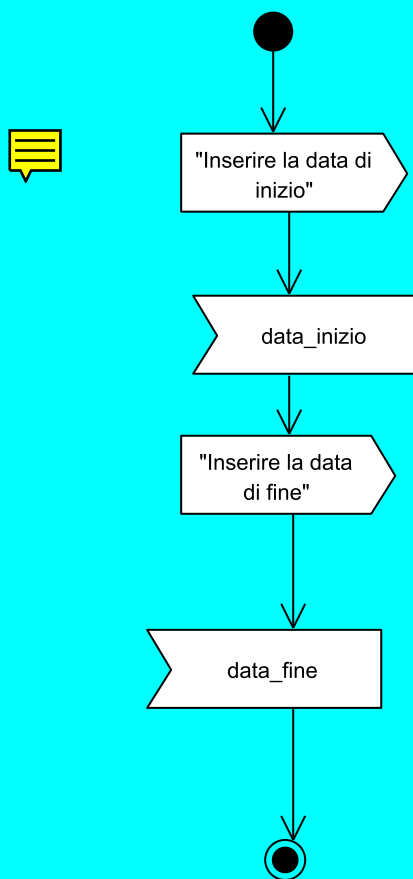 "Inserire la data di
inizio"
data_inizio
"Inserire la data
di fine"
data_fine